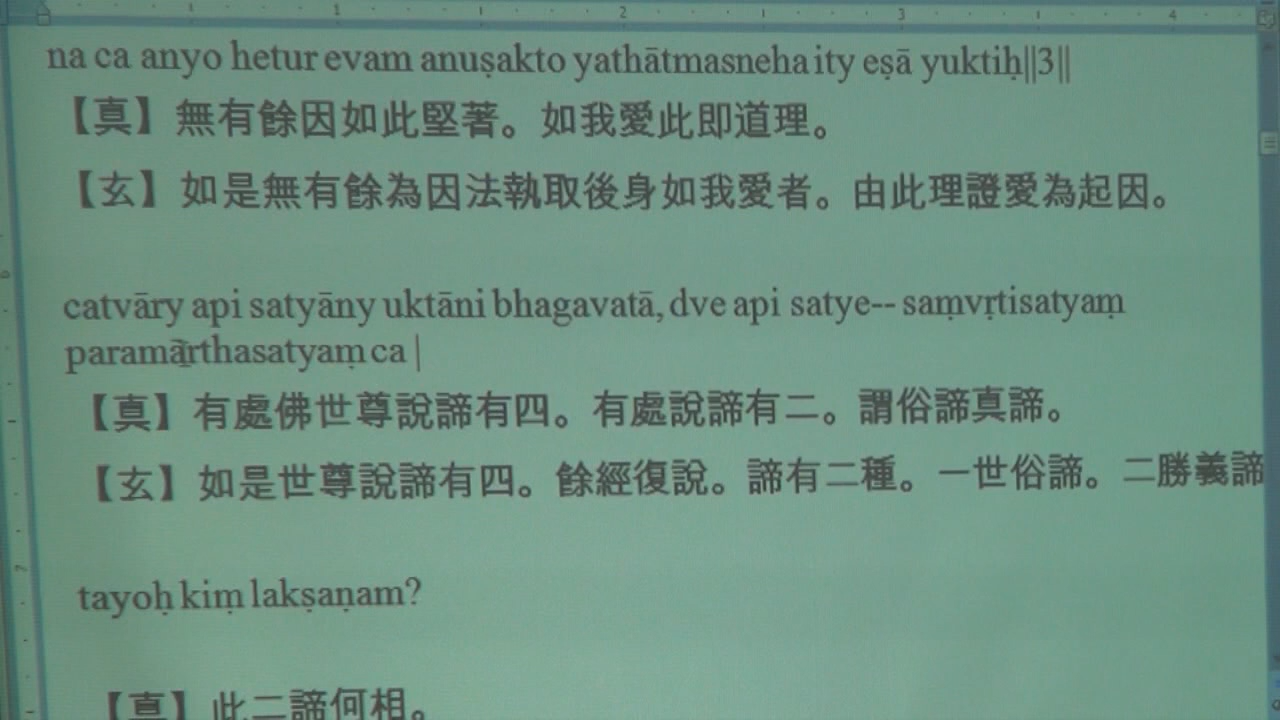 1 2 3 4
na ca anyo hetur evam anuṣakto yathātmasneha ity eṣā yuktiḥ||3||
【真】無有餘因如此堅著。如我愛此即道理。
【玄】如是無有餘為因法執取後身如我愛者。由此理證愛為起因。
catvāry api satyāny uktāni bhagavatā, dve api satye-- saṃvṛtisatyaṃ
paramārthasatyaṃ ca |
【真】有處佛世尊說諦有四。有處說諦有二。謂俗諦真諦。
【玄】如是世尊說諦有四。餘經復說。諦有二種。一世俗諦。二勝義諦
tayoḥ kiṃ lakṣaṇam?
【真】此二諦何相。